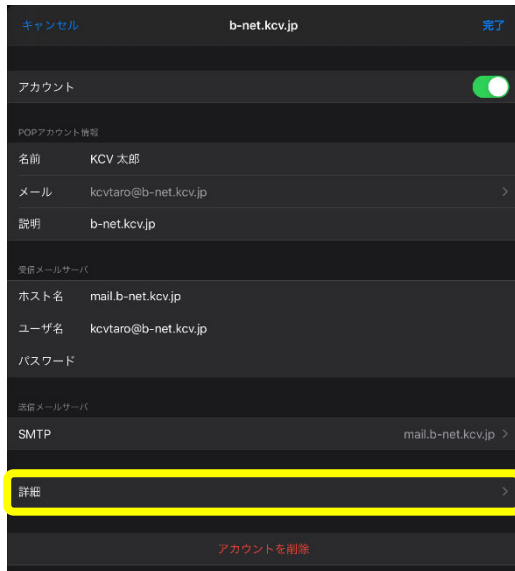 キャンセル b-net.kcv.jp 完了
アカウント
POPアカウント情報
名前 KCV 太郎
メール kcvtaro@b-net.kcv.jp
説明 b-net.kcv.jp
受信メールサーバ
ホスト名 mail.b-net.kcv.jp
ユーザ名 kcvtaro@b-net.kcv.jp
パスワード
送信メールサーバ
SMTP mail.b-net.kcv.jp
詳細
アカウントを削除